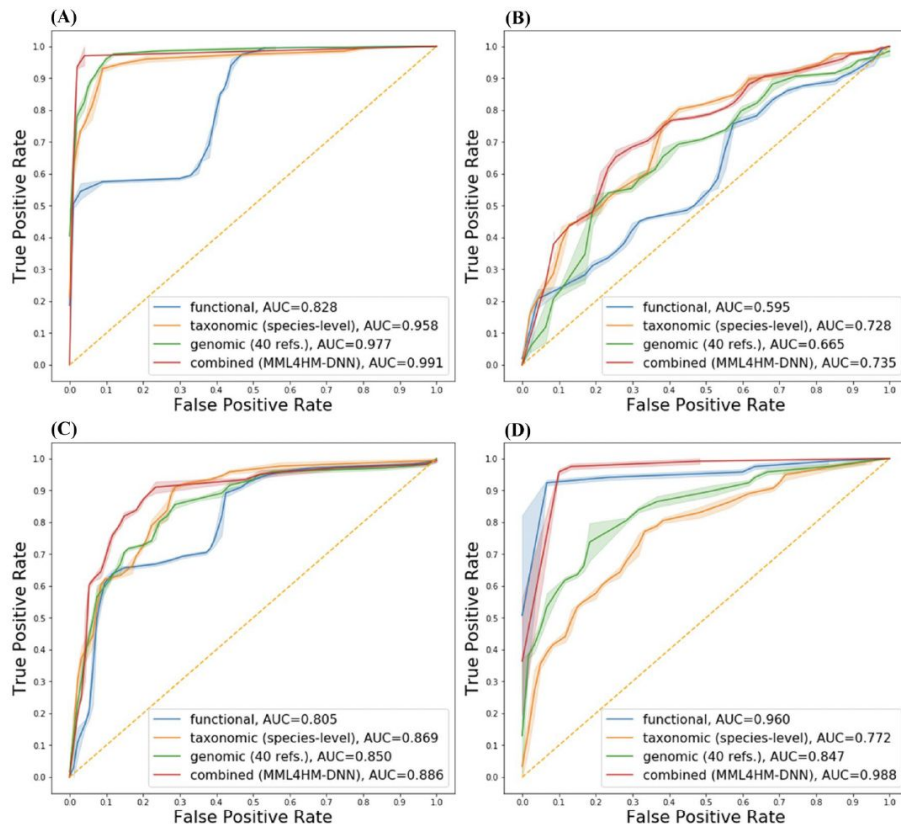 (A)
True Positive Rate
1.0
0.9
0.8
0.7
0.6
0.5
0.4
0.3
0.2
0.1
0.0
functional, AUC=0.828
taxonomic (species-level), AUC=0.958
genomic (40 refs.), AUC=0.977
combined (MML4HM-DNN), AUC=0.991
0.0 0.1 0.2 0.3 0.4 0.5 0.6 0.7 0.8 0.9 1.0
False Positive Rate
(B)
True Positive Rate
1.0
0.9
0.8
0.7
0.6
0.5
0.4
0.3
0.2
0.1
0.0
functional, AUC=0.595
taxonomic (species-level), AUC=0.728
genomic (40 refs.), AUC=0.665
combined (MML4HM-DNN), AUC=0.735
0.0 0.1 0.2 0.3 0.4 0.5 0.6 0.7 0.8 0.9 1.0
False Positive Rate
(C)
True Positive Rate
1.0
0.9
0.8
0.7
0.6
0.5
0.4
0.3
0.2
0.1
0.0
functional, AUC=0.805
taxonomic (species-level), AUC=0.869
genomic (40 refs.), AUC=0.850
combined (MML4HM-DNN), AUC=0.886
0.0 0.1 0.2 0.3 0.4 0.5 0.6 0.7 0.8 0.9 1.0
False Positive Rate
(D)
True Positive Rate
1.0
0.9
0.8
0.7
0.6
0.5
0.4
0.3
0.2
0.1
0.0
functional, AUC=0.960
taxonomic (species-level), AUC=0.772
genomic (40 refs.), AUC=0.847
combined (MML4HM-DNN), AUC=0.988
0.0 0.1 0.2 0.3 0.4 0.5 0.6 0.7 0.8 0.9 1.0
False Positive Rate